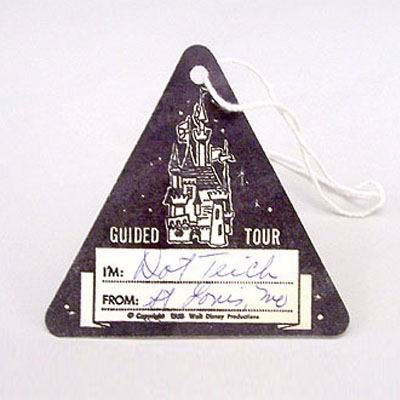 GUIDED TOUR
I'M: Dot Teich
FROM: St Louis, Mo
© Copyright Walt Disney Productions